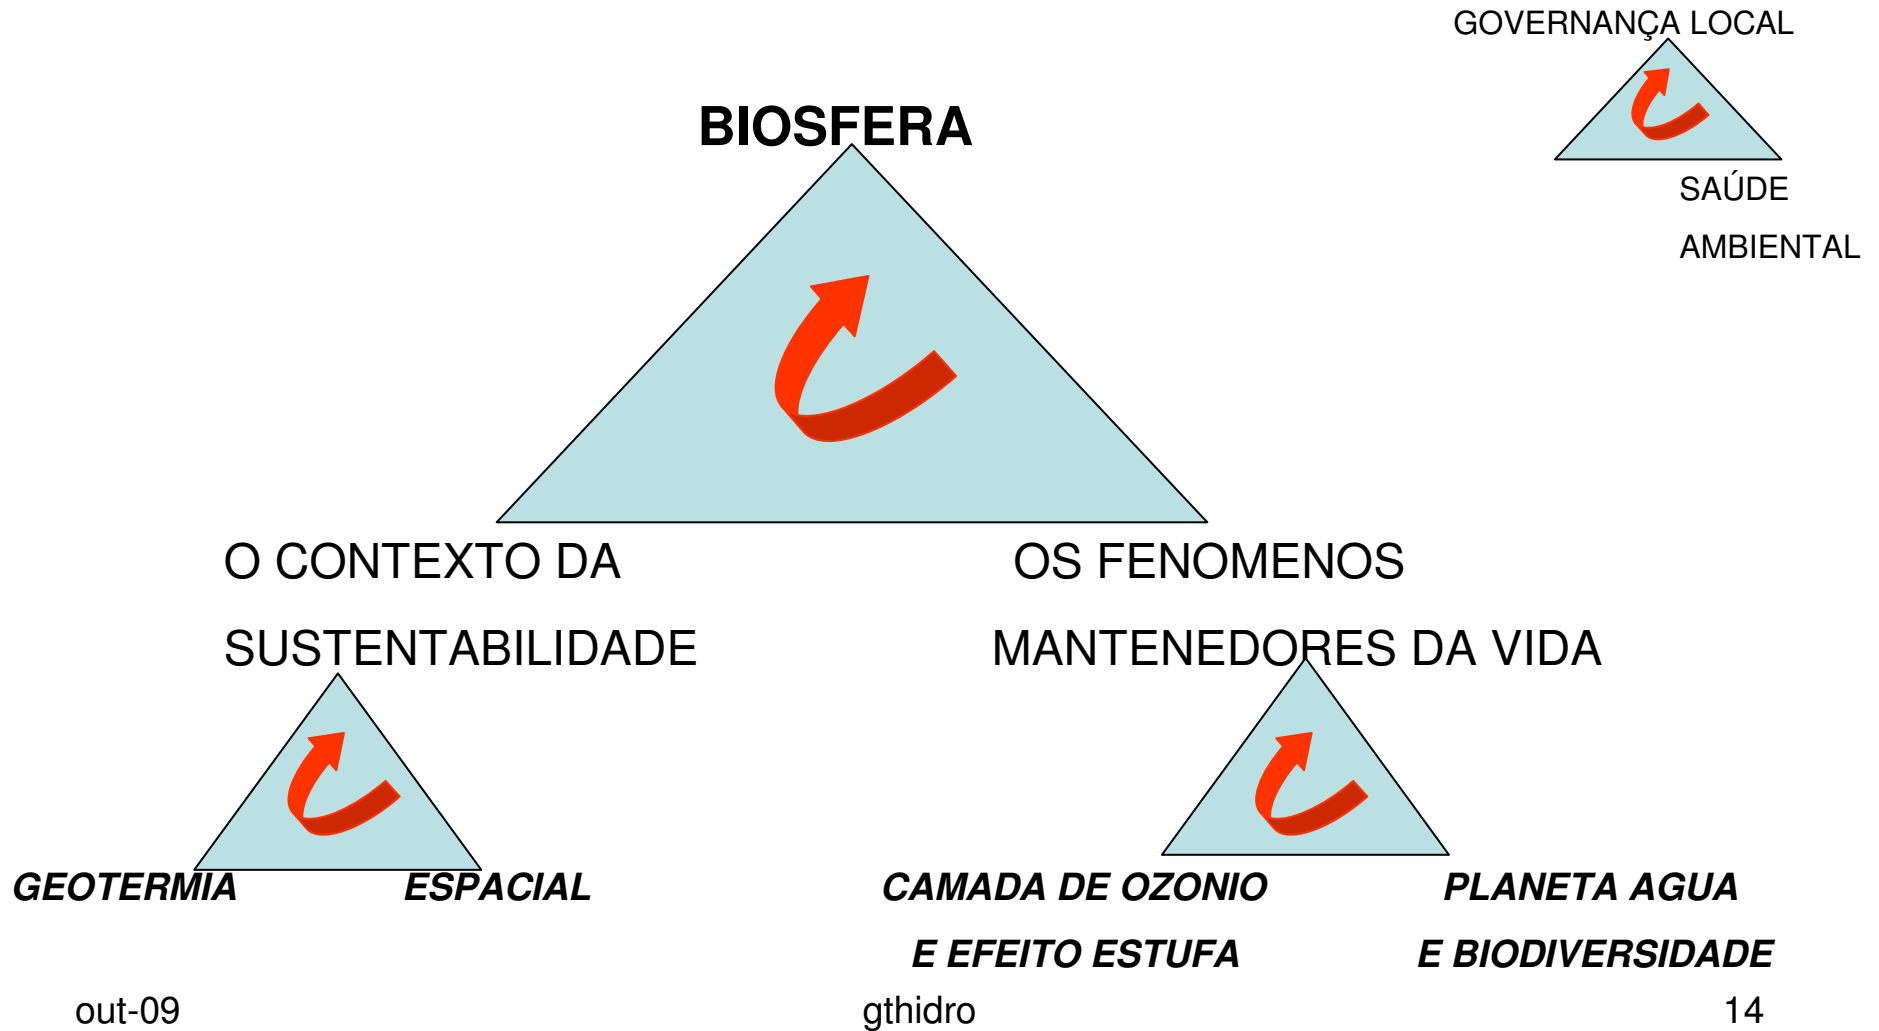 GOVERNANÇA LOCAL
BIOSFERA
SAÚDE
AMBIENTAL
O CONTEXTO DA
SUSTENTABILIDADE
OS FENOMENOS
MANTENEDORES DA VIDA
GEOTERMIA
ESPACIAL
CAMADA DE OZONIO
E EFEITO ESTUFA
PLANETA AGUA
E BIODIVERSIDADE
out-09
gthidro
14